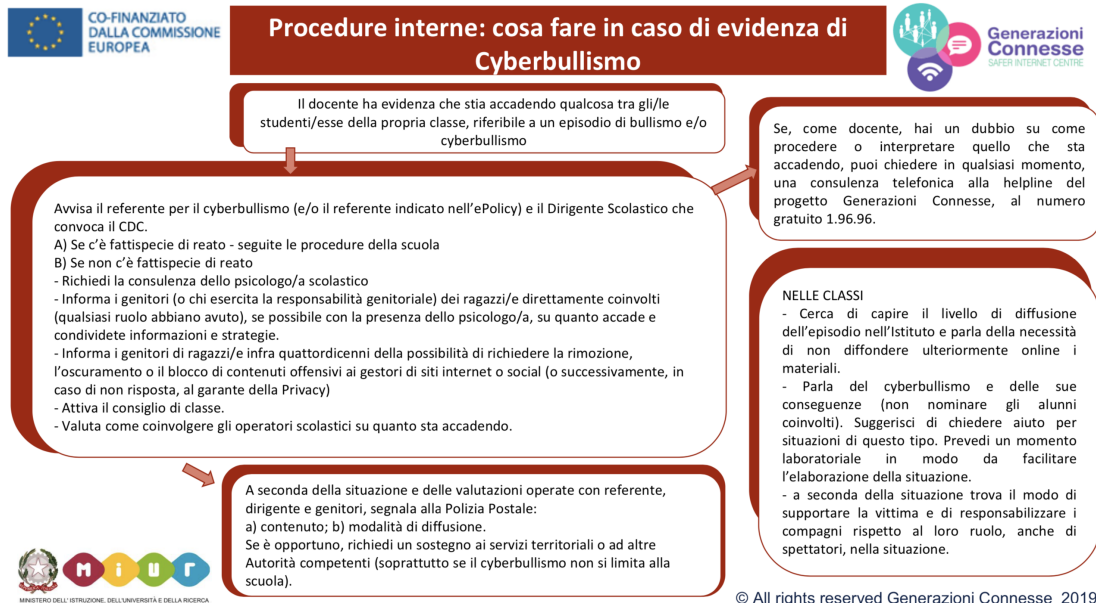 CO-FINANZIATO
DALLA COMMISSIONE
EUROPEA
Procedure interne: cosa fare in caso di evidenza di
Cyberbullismo
Generazioni
Connesse
SAFER INTERNET CENTRE
Il docente ha evidenza che stia accadendo qualcosa tra gli/le
studenti/esse della propria classe, riferibile a un episodio di bullismo e/o
cyberbullismo
Se, come docente, hai un dubbio su come
procedere o interpretare quello che sta
accadendo, puoi chiedere in qualsiasi momento,
una consulenza telefonica alla helpline del
progetto Generazioni Connesse, al numero
gratuito 1.96.96.
Avvisa il referente per il cyberbullismo (e/o il referente indicato nell'ePolicy) e il Dirigente Scolastico che
convoca il CDC.
A) Se c'è fattispecie di reato - seguite le procedure della scuola
B) Se non c'è fattispecie di reato
- Richiedi la consulenza dello psicologo/a scolastico
- Informa i genitori (o chi esercita la responsabilità genitoriale) dei ragazzi/e direttamente coinvolti
(qualsiasi ruolo abbiano avuto), se possibile con la presenza dello psicologo/a, su quanto accade e
condividete informazioni e strategie.
- Informa i genitori di ragazzi/e infra quattordicenni della possibilità di richiedere la rimozione,
l'oscuramento o il blocco di contenuti offensivi ai gestori di siti internet o social (o successivamente, in
caso di non risposta, al garante della Privacy)
- Attiva il consiglio di classe.
- Valuta come coinvolgere gli operatori scolastici su quanto sta accadendo.
NELLE CLASSI
- Cerca di capire il livello di diffusione
dell'episodio nell'Istituto e parla della necessità
di non diffondere ulteriormente online i
materiali.
- Parla del cyberbullismo e delle sue
conseguenze (non nominare gli alunni
coinvolti). Suggerisci di chiedere aiuto per
situazioni di questo tipo. Prevedi un momento
laboratoriale in modo da facilitare
l'elaborazione della situazione.
- a seconda della situazione trova il modo di
supportare la vittima e di responsabilizzare i
compagni rispetto al loro ruolo, anche di
spettatori, nella situazione.
A seconda della situazione e delle valutazioni operate con referente,
dirigente e genitori, segnala alla Polizia Postale:
a) contenuto; b) modalità di diffusione.
Se è opportuno, richiedi un sostegno ai servizi territoriali o ad altre
Autorità competenti (soprattutto se il cyberbullismo non si limita alla
scuola).
miur
MINISTERO DELL' ISTRUZIONE, DELL'UNIVERSITÀ E DELLA RICERCA
© All rights reserved Generazioni Connesse 2019